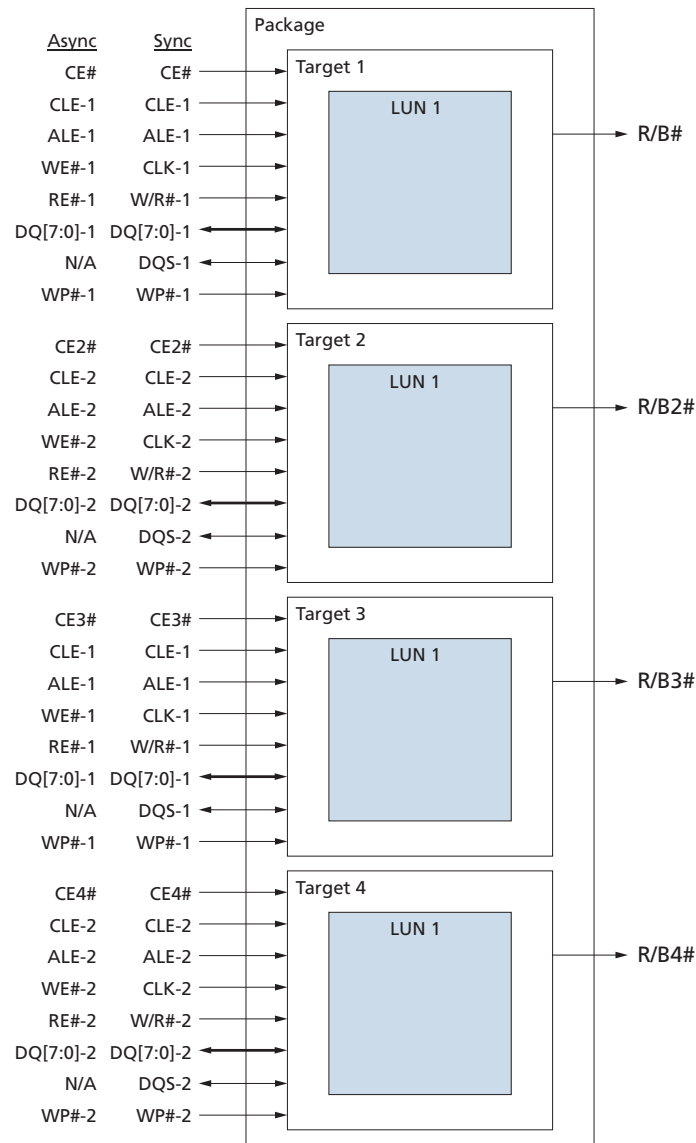 Package
Async Sync
Target 1
CE# CE#
LUN 1
CLE-1 CLE-1
ALE-1 ALE-1
R/B#
WE#-1 CLK-1
RE#-1 W/R#-1
DQ[7:0]-1 DQ[7:0]-1
N/A DQS-1
WP#-1 WP#-1
Target 2
CE2# CE2#
LUN 1
CLE-2 CLE-2
ALE-2 ALE-2
R/B2#
WE#-2 CLK-2
RE#-2 W/R#-2
DQ[7:0]-2 DQ[7:0]-2
N/A DQS-2
WP#-2 WP#-2
Target 3
CE3# CE3#
LUN 1
CLE-1 CLE-1
ALE-1 ALE-1
R/B3#
WE#-1 CLK-1
RE#-1 W/R#-1
DQ[7:0]-1 DQ[7:0]-1
N/A DQS-1
WP#-1 WP#-1
Target 4
CE4# CE4#
LUN 1
CLE-2 CLE-2
ALE-2 ALE-2
R/B4#
WE#-2 CLK-2
RE#-2 W/R#-2
DQ[7:0]-2 DQ[7:0]-2
N/A DQS-2
WP#-2 WP#-2